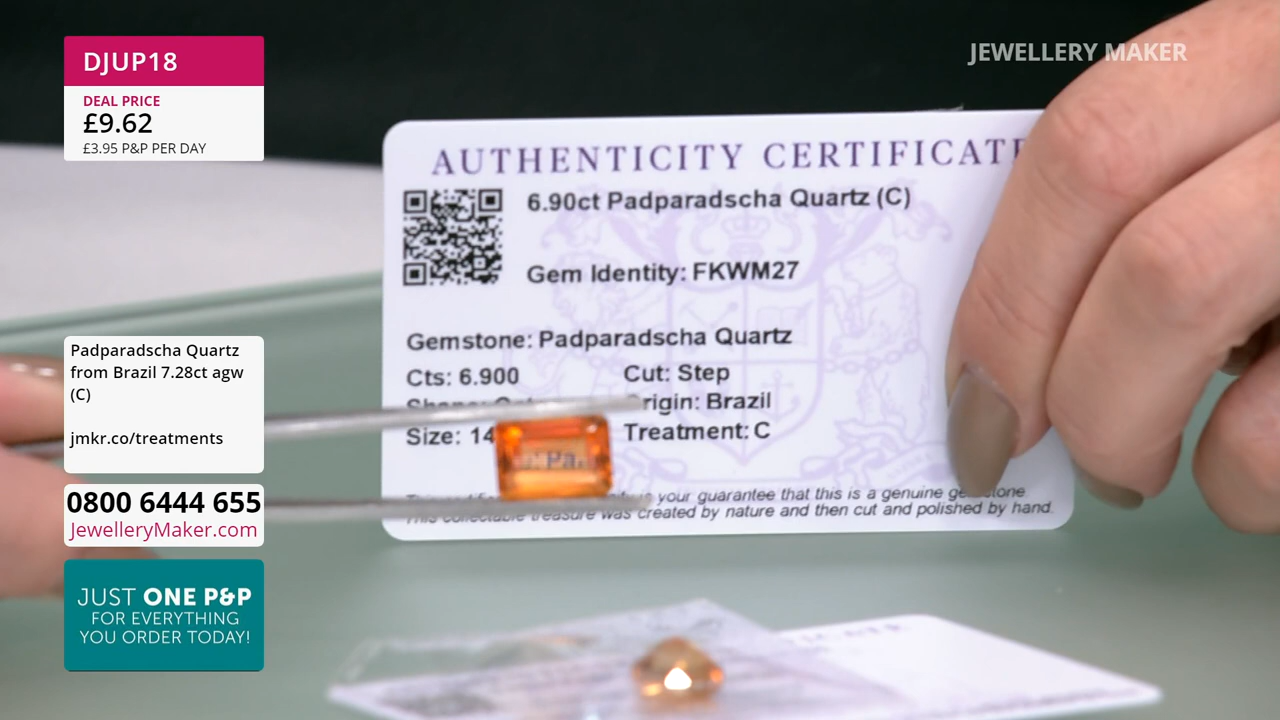 DJUP18
DEAL PRICE
£9.62
£3.95 P&P PER DAY
JEWELLERY MAKER
AUTHENTICITY CERTIFICATE
6.90ct Padparadscha Quartz (C)
Gem Identity: FKWM27
Gemstone: Padparadscha Quartz
Cts: 6.900
Cut: Step
Origin: Brazil
Size: 14
Treatment: C
your guarantee that this is a genuine
This collectable treasure was created by nature and then cut and polished by hand.
Padparadscha Quartz
from Brazil 7.28ct agw
(C)
jmkr.co/treatments
0800 6444 655
JewelleryMaker.com
JUST ONE P&P
FOR EVERYTHING
YOU ORDER TODAY!